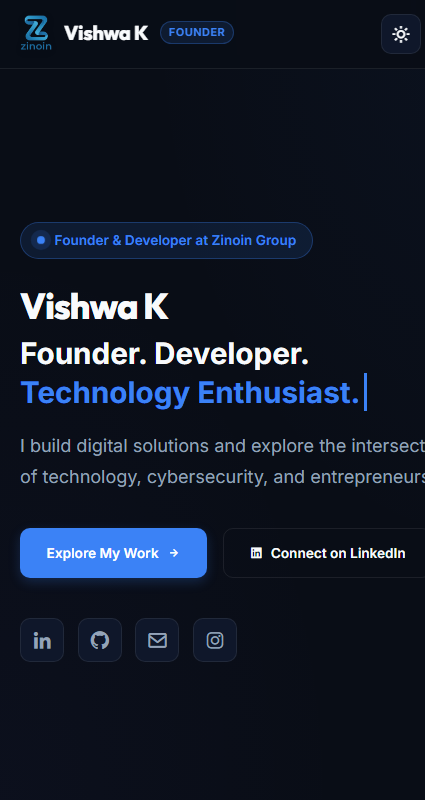 zinoin
Vishwa K
FOUNDER
Founder & Developer at Zinoin Group
Vishwa K
Founder. Developer.
Technology Enthusiast.
I build digital solutions and explore the intersect
of technology, cybersecurity, and entrepreneurs
Explore My Work →
Connect on LinkedIn